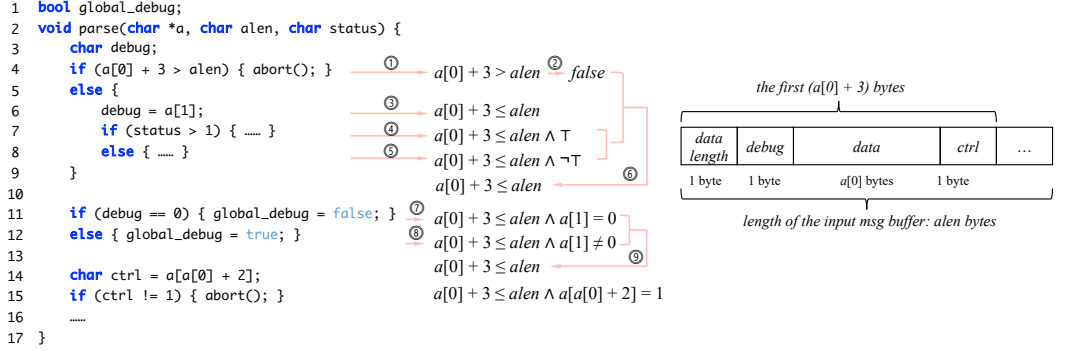 1 bool global_debug;
2 void parse(char *a, char alen, char status) {
3 char debug;
4 if (a[0] + 3 > alen) { abort(); } ① a[0] + 3 > alen ② false
5 else {
6 debug = a[1]; ③ a[0] + 3 ≤ alen
7 if (status > 1) { …… } ④ a[0] + 3 ≤ alen ∧ ⊤
8 else { …… } ⑤ a[0] + 3 ≤ alen ∧ ¬⊤
9 } ⑥
a[0] + 3 ≤ alen
10
11 if (debug == 0) { global_debug = false; } ⑦ a[0] + 3 ≤ alen ∧ a[1] = 0
12 else { global_debug = true; } ⑧ a[0] + 3 ≤ alen ∧ a[1] ≠ 0
13 ⑨
a[0] + 3 ≤ alen
14 char ctrl = a[a[0] + 2];
15 if (ctrl != 1) { abort(); } a[0] + 3 ≤ alen ∧ a[a[0] + 2] = 1
16 ……
17 }
the first (a[0] + 3) bytes
data length debug data ctrl …
1 byte 1 byte a[0] bytes 1 byte
length of the input msg buffer: alen bytes